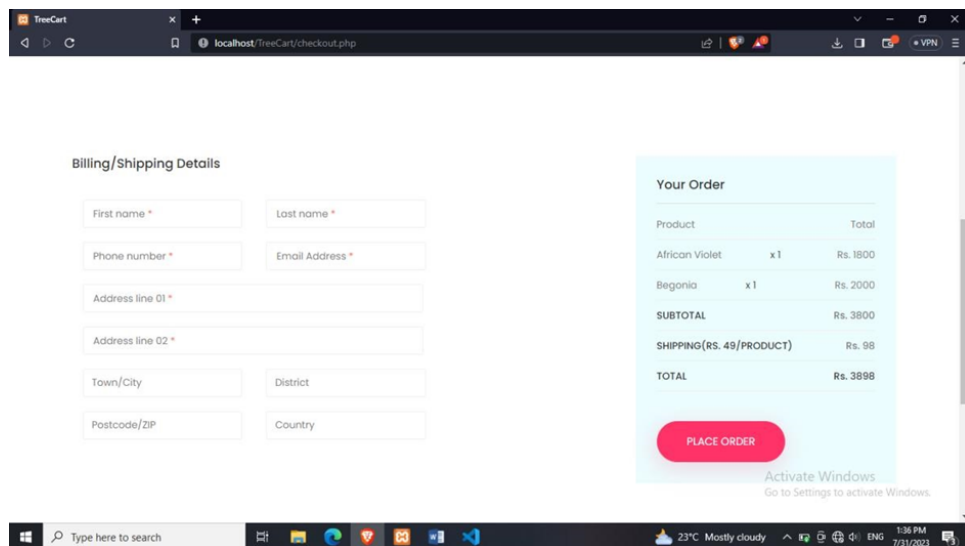 TreeCart
localhost/TreeCart/checkout.php
VPN
Billing/Shipping Details
First name *
Last name *
Phone number *
Email Address *
Address line 01 *
Address line 02 *
Town/City
District
Postcode/ZIP
Country
Your Order
Product Total
African Violet x 1 Rs. 1800
Begonia x 1 Rs. 2000
SUBTOTAL Rs. 3800
SHIPPING(RS. 49/PRODUCT) Rs. 98
TOTAL Rs. 3898
PLACE ORDER
Activate Windows
Go to Settings to activate Windows.
Type here to search
23°C Mostly cloudy
ENG
1:36 PM
7/31/2023